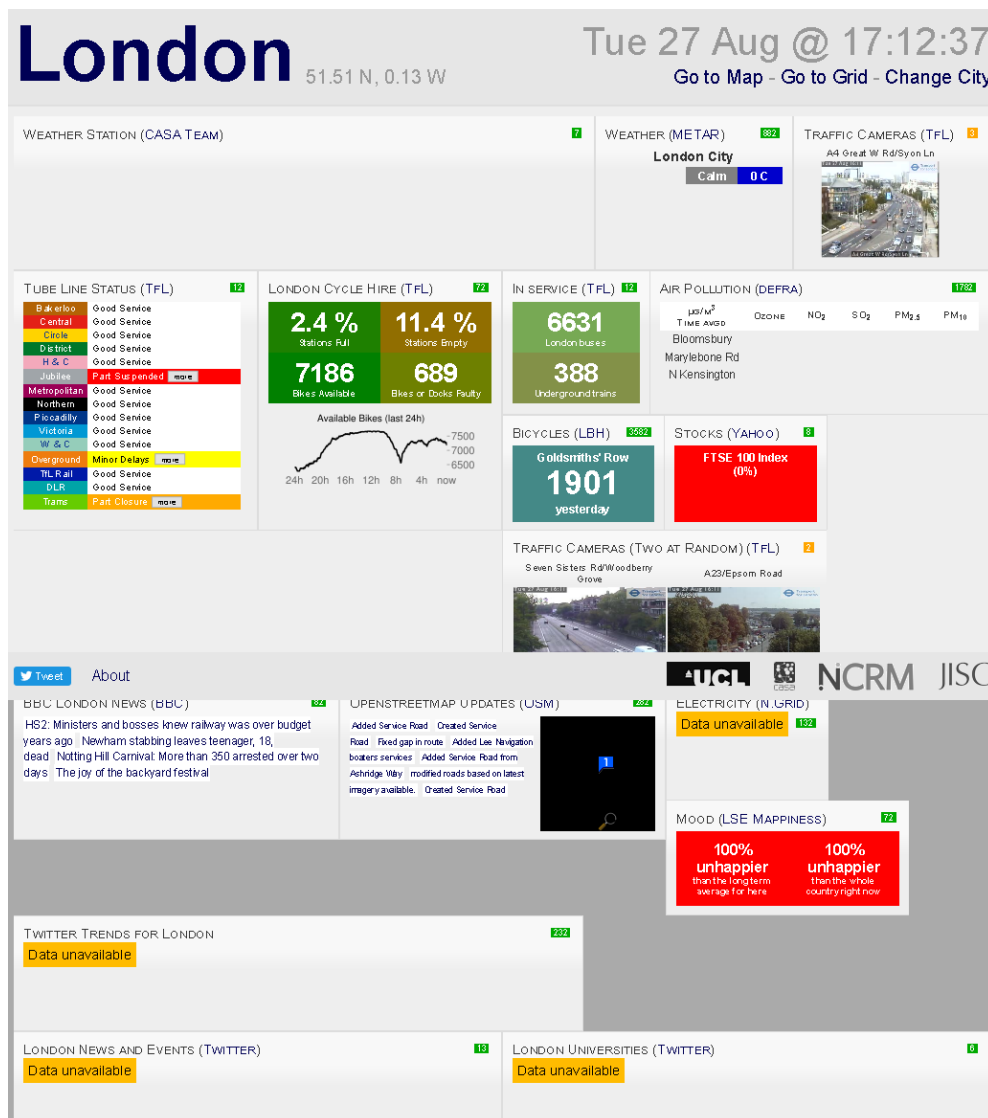 London 51.51 N, 0.13 W
Tue 27 Aug @ 17:12:37
Go to Map - Go to Grid - Change City
WEATHER STATION (CASA TEAM) 7
WEATHER (METAR) 882
London City
Calm 0 C
TRAFFIC CAMERAS (TFL) 3
A4 Great W Rd/Syon Ln
A4 Great W Rd/Syon Ln
TUBE LINE STATUS (TFL) 12
Bakerloo Good Service
Central Good Service
Circle Good Service
District Good Service
H & C Good Service
Jubilee Part Suspended more
Metropolitan Good Service
Northern Good Service
Piccadilly Good Service
Victoria Good Service
W & C Good Service
Overground Minor Delays more
TfL Rail Good Service
DLR Good Service
Trams Part Closure more
LONDON CYCLE HIRE (TFL) 72
2.4 % 11.4 %
Stations Full Stations Empty
7186 689
Bikes Available Bikes or Docks Faulty
Available Bikes (last 24h)
7500
7000
6500
24h 20h 16h 12h 8h 4h now
IN SERVICE (TFL) 12
6631
London buses
388
Underground trains
AIR POLLUTION (DEFRA) 1782
µG/M³
TIME AVGD OZONE NO₂ SO₂ PM₂.₅ PM₁₀
Bloomsbury
Marylebone Rd
N Kensington
BICYCLES (LBH) 3582
Goldsmiths' Row
1901
yesterday
STOCKS (YAHOO) 8
FTSE 100 Index
(0%)
TRAFFIC CAMERAS (TWO AT RANDOM) (TFL) 2
Seven Sisters Rd/Woodberry
Grove
A23/Epsom Road
Tweet About
UCL casa NCRM JISC
BBC LONDON NEWS (BBC) 82
HS2: Ministers and bosses knew railway was over budget
years ago Newham stabbing leaves teenager, 18,
dead Notting Hill Carnival: More than 350 arrested over two
days The joy of the backyard festival
OPENSTREETMAP UPDATES (OSM) 282
Added Service Road Created Service
Road Fixed gap in route Added Lee Navigation
boaters services Added Service Road from
Ashridge Way modified roads based on latest
imagery available. Created Service Road
1
ELECTRICITY (N.GRID)
Data unavailable 132
MOOD (LSE MAPPINESS) 72
100% 100%
unhappier unhappier
than the long term than the whole
average for here country right now
TWITTER TRENDS FOR LONDON 232
Data unavailable
LONDON NEWS AND EVENTS (TWITTER) 13
Data unavailable
LONDON UNIVERSITIES (TWITTER) 6
Data unavailable